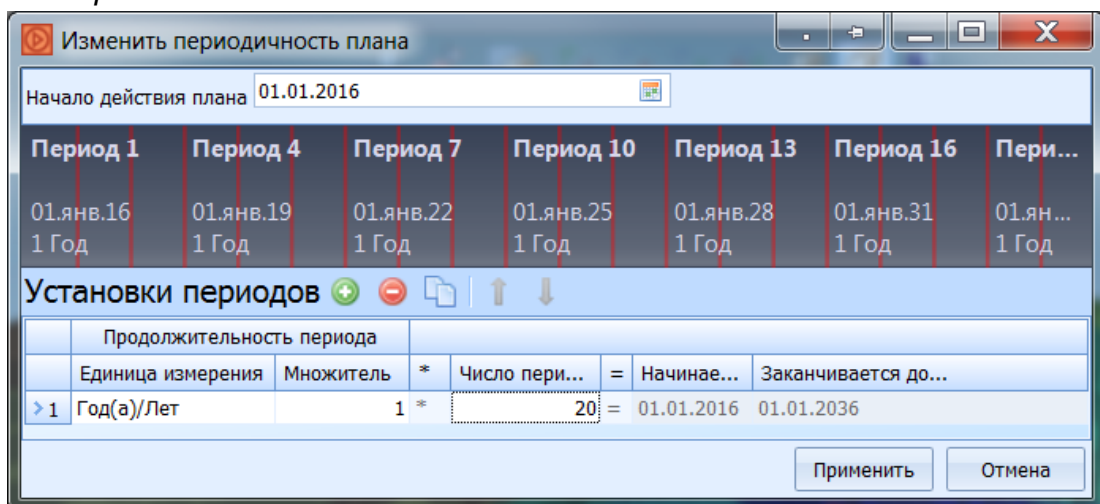 Изменить периодичность плана
Начало действия плана 01.01.2016
Период 1 Период 4 Период 7 Период 10 Период 13 Период 16 Пери...
01.янв.16 01.янв.19 01.янв.22 01.янв.25 01.янв.28 01.янв.31 01.ян...
1 Год 1 Год 1 Год 1 Год 1 Год 1 Год 1 Год
Установки периодов
Продолжительность периода
Единица измерения Множитель * Число пери... = Начинае... Заканчивается до...
1 Год(а)/Лет 1 * 20 = 01.01.2016 01.01.2036
Применить Отмена